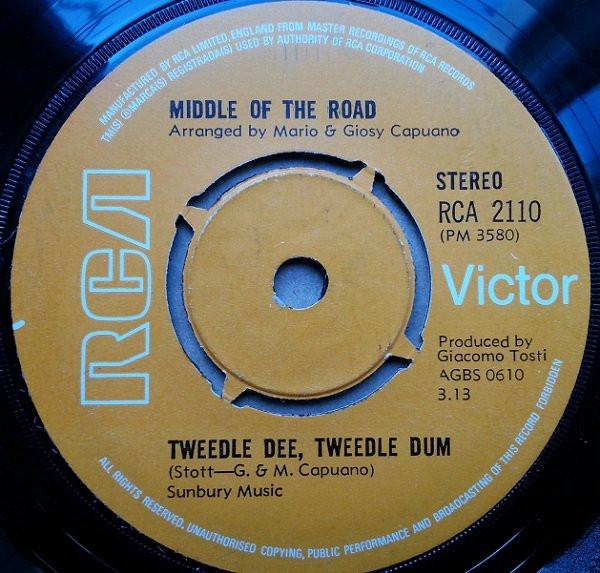 MANUFACTURED BY RCA LIMITED, ENGLAND FROM MASTER RECORDINGS OF RCA RECORDS
TM(S) ® MARCA(S) REGISTRADA(S) USED BY AUTHORITY OF RCA CORPORATION
MIDDLE OF THE ROAD
Arranged by Mario & Giosy Capuano
STEREO
RCA 2110
(PM 3580)
RCA
Victor
Produced by
Giacomo Tosti
AGBS 0610
3.13
TWEEDLE DEE, TWEEDLE DUM
(Stott—G. & M. Capuano)
Sunbury Music
ALL RIGHTS RESERVED. UNAUTHORISED COPYING, PUBLIC PERFORMANCE AND BROADCASTING OF THIS RECORD FORBIDDEN